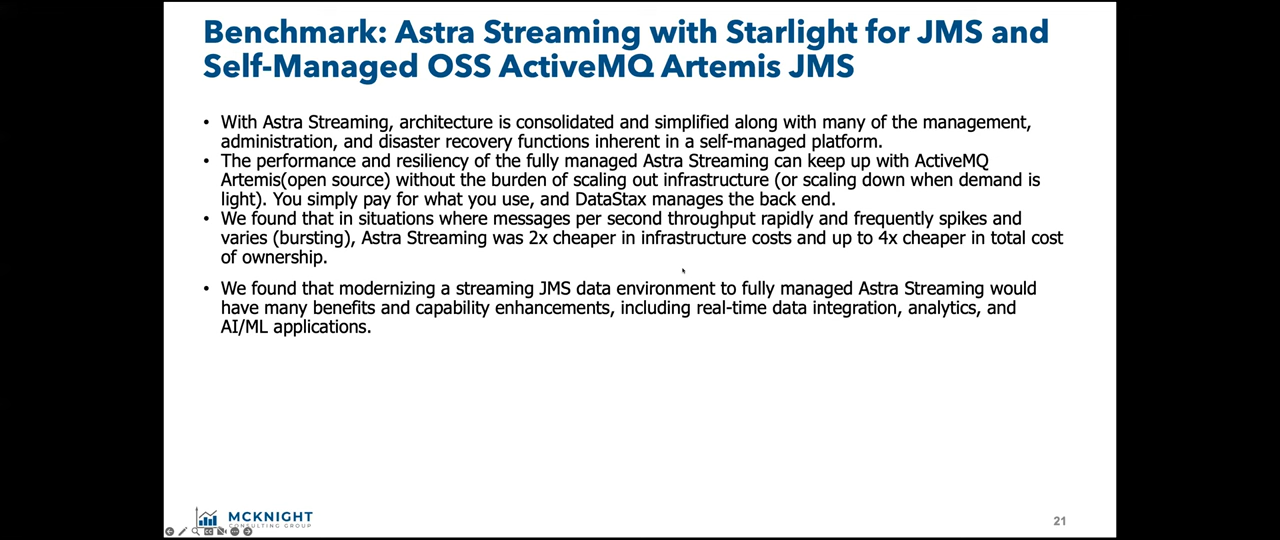 Benchmark: Astra Streaming with Starlight for JMS and
Self-Managed OSS ActiveMQ Artemis JMS
• With Astra Streaming, architecture is consolidated and simplified along with many of the management,
administration, and disaster recovery functions inherent in a self-managed platform.
• The performance and resiliency of the fully managed Astra Streaming can keep up with ActiveMQ
Artemis(open source) without the burden of scaling out infrastructure (or scaling down when demand is
light). You simply pay for what you use, and DataStax manages the back end.
• We found that in situations where messages per second throughput rapidly and frequently spikes and
varies (bursting), Astra Streaming was 2x cheaper in infrastructure costs and up to 4x cheaper in total cost
of ownership.
• We found that modernizing a streaming JMS data environment to fully managed Astra Streaming would
have many benefits and capability enhancements, including real-time data integration, analytics, and
AI/ML applications.
MCKNIGHT
CONSULTING GROUP
21